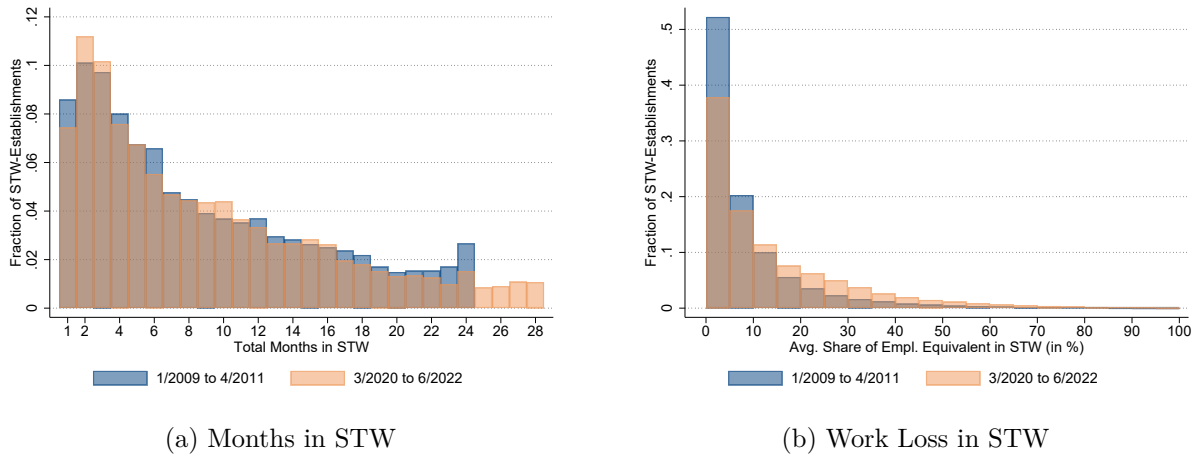 Fraction of STW-Establishments
.12
.1
.08
.06
.04
.02
0
1 2 4 6 8 10 12 14 16 18 20 22 24 26 28
Total Months in STW
1/2009 to 4/2011 3/2020 to 6/2022
(a) Months in STW
Fraction of STW-Establishments
.5
.4
.3
.2
.1
0
0 10 20 30 40 50 60 70 80 90 100
Avg. Share of Empl. Equivalent in STW (in %)
1/2009 to 4/2011 3/2020 to 6/2022
(b) Work Loss in STW